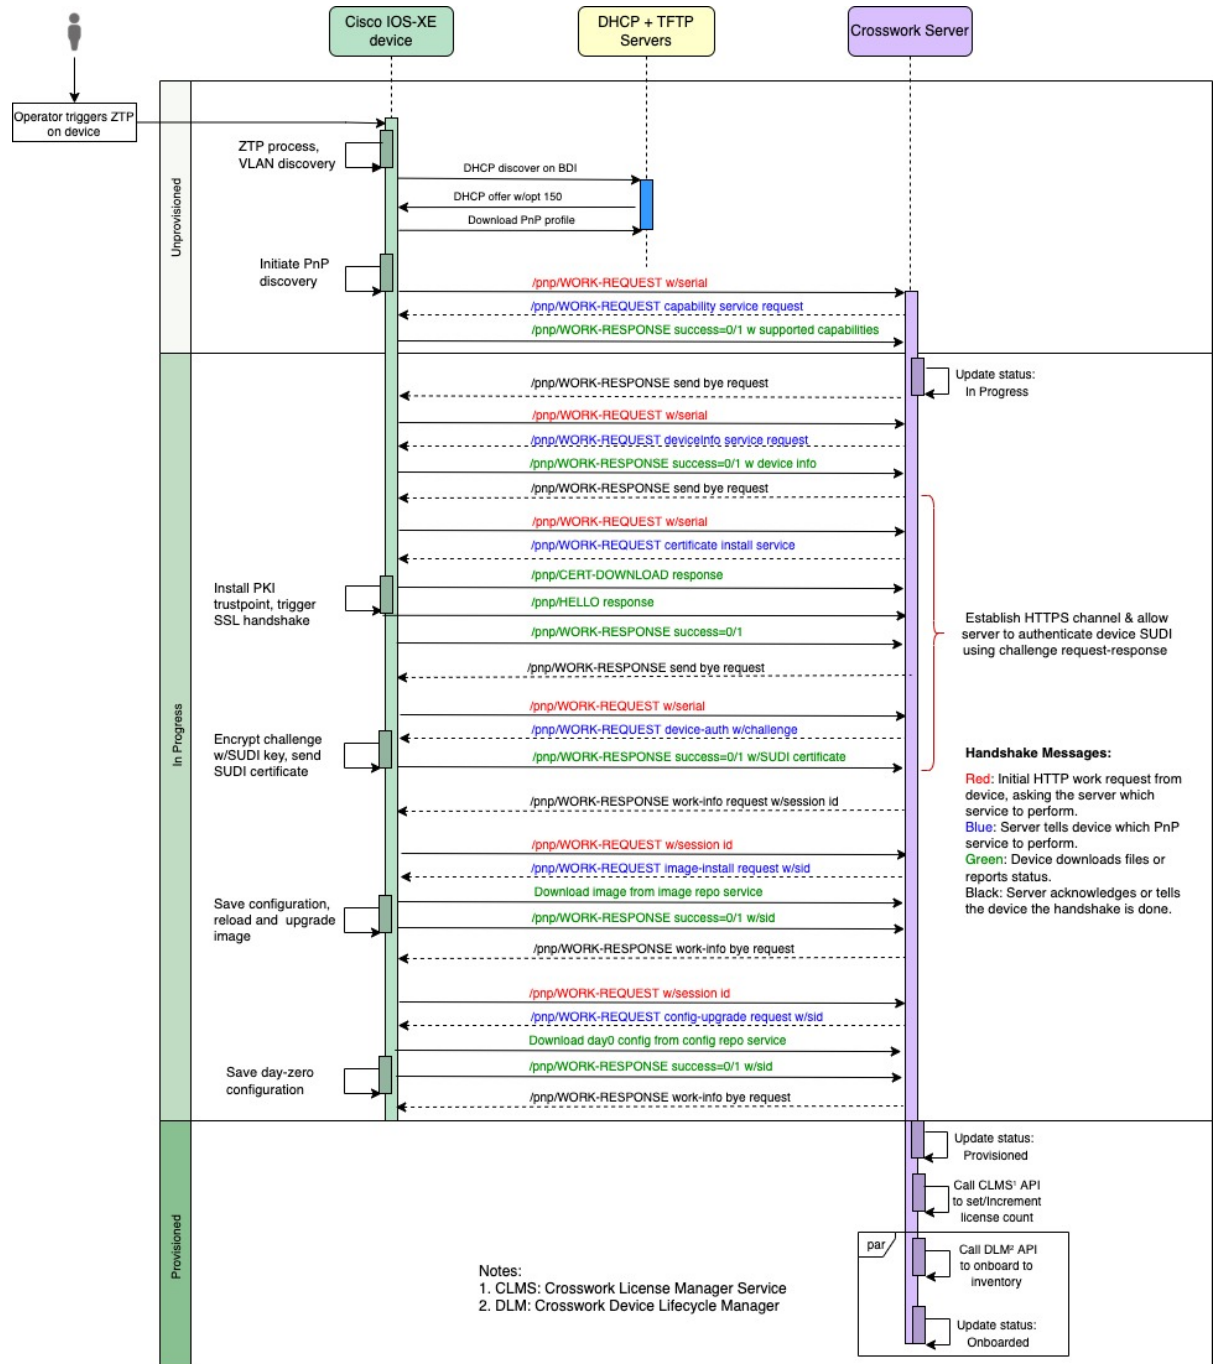 Cisco IOS-XE
device
DHCP + TFTP
Servers
Crosswork Server
Operator triggers ZTP
on device
Unprovisioned
ZTP process,
VLAN discovery
DHCP discover on BDI
DHCP offer w/opt 150
Download PnP profile
Initiate PnP
discovery
/pnp/WORK-REQUEST w/serial
/pnp/WORK-REQUEST capability service request
/pnp/WORK-RESPONSE success=0/1 w supported capabilities
In Progress
Update status:
In Progress
/pnp/WORK-RESPONSE send bye request
/pnp/WORK-REQUEST w/serial
/pnp/WORK-REQUEST deviceInfo service request
/pnp/WORK-RESPONSE success=0/1 w device info
/pnp/WORK-RESPONSE send bye request
/pnp/WORK-REQUEST w/serial
/pnp/WORK-REQUEST certificate install service
Install PKI
trustpoint, trigger
SSL handshake
/pnp/CERT-DOWNLOAD response
/pnp/HELLO response
/pnp/WORK-RESPONSE success=0/1
/pnp/WORK-RESPONSE send bye request
Establish HTTPS channel & allow
server to authenticate device SUDI
using challenge request-response
/pnp/WORK-REQUEST w/serial
/pnp/WORK-REQUEST device-auth w/challenge
Encrypt challenge
w/SUDI key, send
SUDI certificate
/pnp/WORK-RESPONSE success=0/1 w/SUDI certificate
/pnp/WORK-RESPONSE work-info request w/session id
Handshake Messages:
Red: Initial HTTP work request from
device, asking the server which
service to perform.
Blue: Server tells device which PnP
service to perform.
Green: Device downloads files or
reports status.
Black: Server acknowledges or tells
the device the handshake is done.
/pnp/WORK-REQUEST w/session id
/pnp/WORK-REQUEST image-install request w/sid
Download image from image repo service
Save configuration,
reload and upgrade
image
/pnp/WORK-RESPONSE success=0/1 w/sid
/pnp/WORK-RESPONSE work-info bye request
/pnp/WORK-REQUEST w/session id
/pnp/WORK-REQUEST config-upgrade request w/sid
Download day0 config from config repo service
Save day-zero
configuration
/pnp/WORK-RESPONSE success=0/1 w/sid
/pnp/WORK-RESPONSE work-info bye request
Provisioned
Update status:
Provisioned
Call CLMS¹ API
to set/Increment
license count
par
Call DLM² API
to onboard to
inventory
Update status:
Onboarded
Notes:
1. CLMS: Crosswork License Manager Service
2. DLM: Crosswork Device Lifecycle Manager